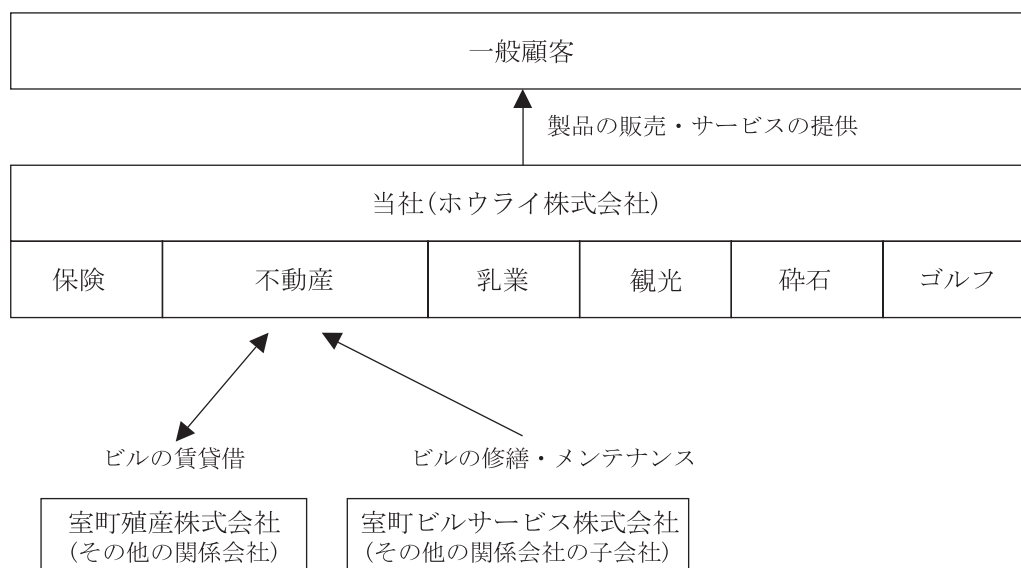 一般顧客
製品の販売・サービスの提供
当社(ホウライ株式会社)
保険
不動産
乳業
観光
砕石
ゴルフ
ビルの賃貸借
ビルの修繕・メンテナンス
室町殖産株式会社
(その他の関係会社)
室町ビルサービス株式会社
(その他の関係会社の子会社)